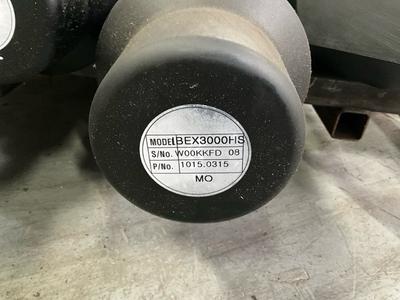 MODEL BEX3000HS
S/No. W00KKFD 08
P/No. 1015.0315
MO